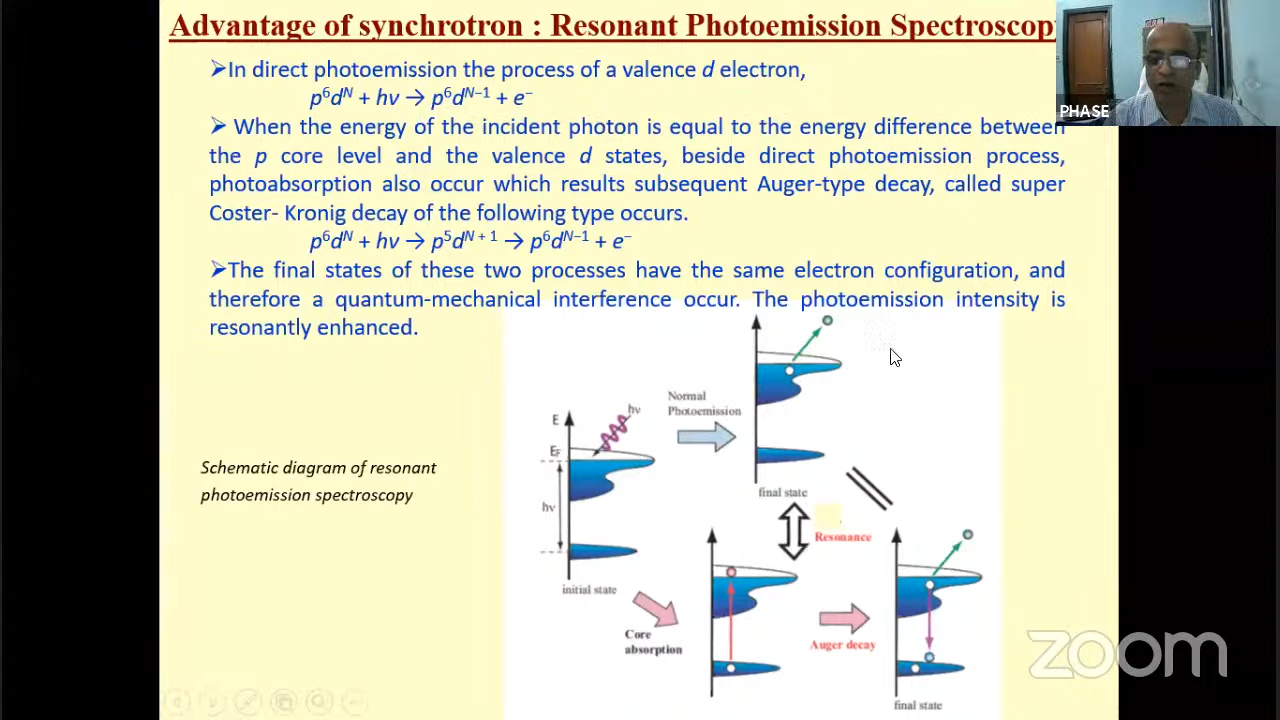 Advantage of synchrotron : Resonant Photoemission Spectroscopy
➢In direct photoemission the process of a valence d electron,
p⁶dᴺ + hν → p⁶dᴺ⁻¹ + e⁻
➢ When the energy of the incident photon is equal to the energy difference between
the p core level and the valence d states, beside direct photoemission process,
photoabsorption also occur which results subsequent Auger-type decay, called super
Coster- Kronig decay of the following type occurs.
p⁶dᴺ + hν → p⁵dᴺ⁺¹ → p⁶dᴺ⁻¹ + e⁻
➢The final states of these two processes have the same electron configuration, and
therefore a quantum-mechanical interference occur. The photoemission intensity is
resonantly enhanced.
PHASE
Schematic diagram of resonant
photoemission spectroscopy
E
hν
E_F
hν
initial state
Normal
Photoemission
final state
Resonance
Core
absorption
Auger decay
final state
zoom